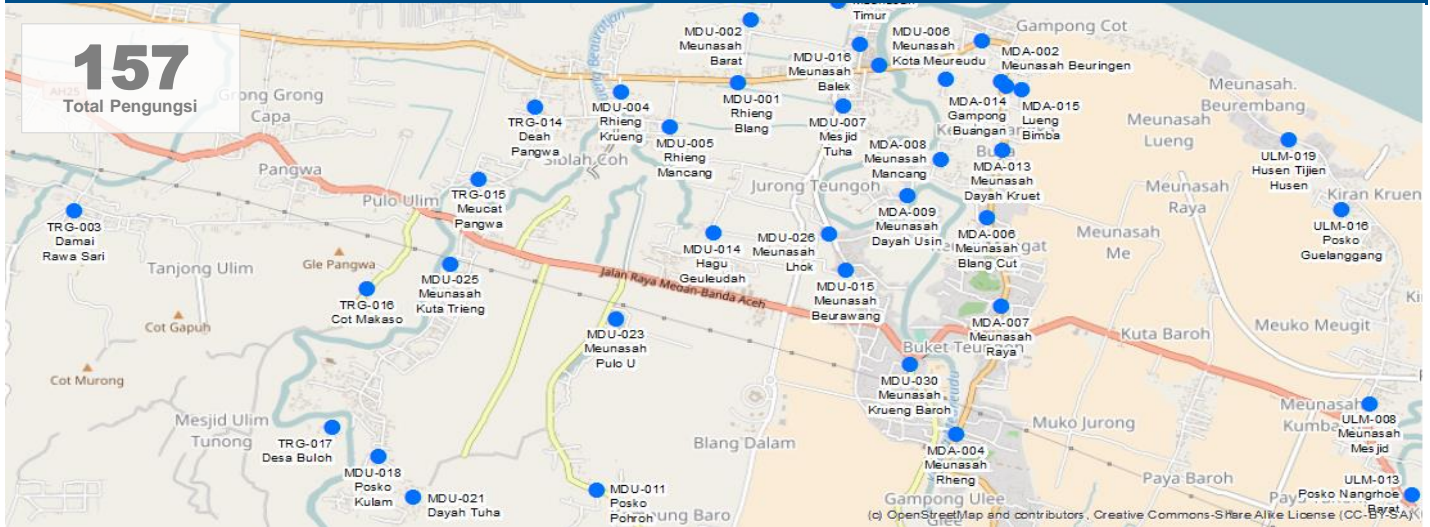 157
Total Pengungsi
AH25
Grong Grong
Capa
Pangwa
Pulo Ulim
TRG-003
Damai
Rawa Sari
Tanjong Ulim
Gle Pangwa
Cot Gapuh
Cot Murong
Mesjid Ulim
Tunong
TRG-014
Deah
Pangwa
TRG-015
Meucat
Pangwa
MDU-025
Meunasah
Kuta Trieng
TRG-016
Cot Makaso
TRG-017
Desa Buloh
MDU-018
Posko
Kulam
MDU-021
Dayah Tuha
MDU-004
Rhieng
Krueng
MDU-005
Rhieng
Mancang
Siblah Coh
MDU-002
Meunasah
Barat
MDU-001
Rhieng
Blang
MDU-014
Hagu
Geuleudah
Jalan Raya Medan-Banda Aceh
MDU-023
Meunasah
Pulo U
MDU-011
Posko
Pohroh
Blang Dalam
Timur
MDU-016
Meunasah
Balek
MDU-007
Mesjid
Tuha
Jurong Teungoh
MDU-026
Meunasah
Lhok
MDU-015
Meunasah
Beurawang
MDU-006
Meunasah
Kota Meureudu
Gampong Cot
MDA-002
Meunasah Beuringen
MDA-014
Gampong
Buangan
MDA-015
Lueng
Bimba
MDA-008
Meunasah
Mancang
MDA-013
Meunasah
Dayah Kruet
MDA-009
Meunasah
Dayah Usin
MDA-006
Meunasah
Blang Cut
MDA-007
Meunasah
Raya
MDU-030
Meunasah
Krueng Baroh
MDA-004
Meunasah
Rheng
Gampong Ulee
Meunasah.
Beurembang
Meunasah
Lueng
Meunasah
Raya
Meunasah
Me
ULM-019
Husen Tijien
Husen
Kiran Kruen
ULM-016
Posko
Guelanggang
Kuta Baroh
Meuko Meugit
Muko Jurong
ULM-008
Meunasah
Mesjid
Paya Baroh
ULM-013
Posko Nangrhoe
Barat
(c) OpenStreetMap and contributors, Creative Commons-Share Alike License (CC-BY-SA)